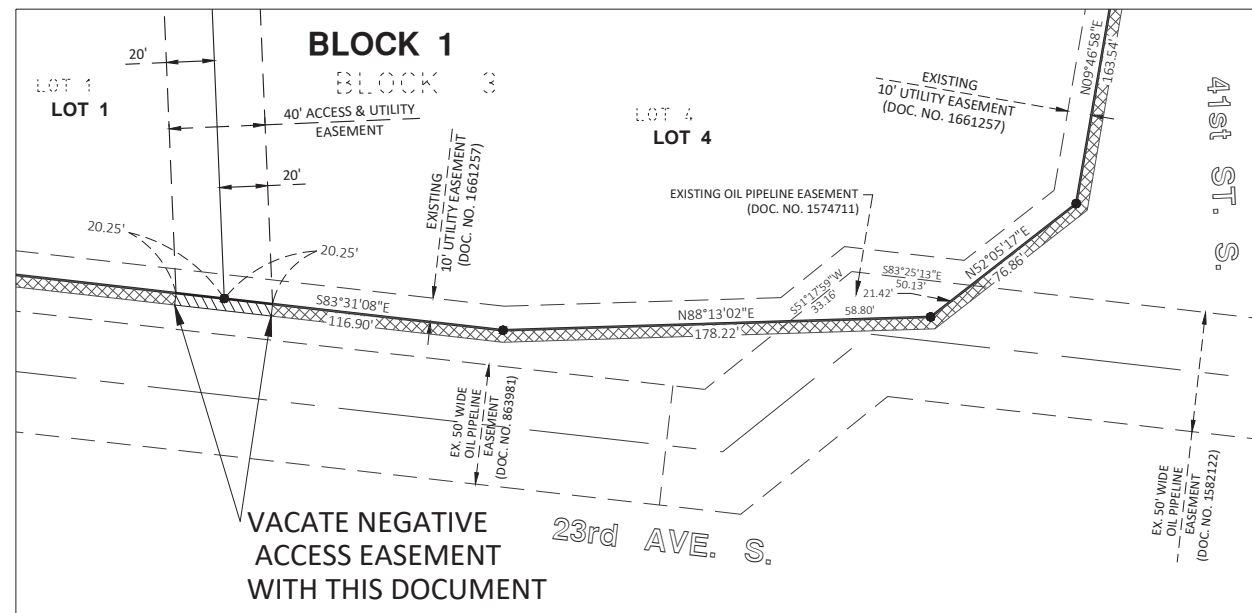 BLOCK 1
BLOCK 3
20'
LOT 1
LOT 1
40' ACCESS & UTILITY
EASEMENT
20'
LOT 4
LOT 4
EXISTING
10' UTILITY EASEMENT
(DOC. NO. 1661257)
EXISTING
10' UTILITY EASEMENT
(DOC. NO. 1661257)
N09°46'58"E
163.54'
41st ST. S.
EXISTING OIL PIPELINE EASEMENT
(DOC. NO. 1574711)
20.25'
20.25'
S83°31'08"E
116.90'
N88°13'02"E
178.22'
S51°17'59"W
33.16'
S83°25'13"E
50.13'
21.42'
58.80'
N52°05'17"E
76.86'
EX. 50' WIDE
OIL PIPELINE
EASEMENT
(DOC. NO. 863981)
EX. 50' WIDE
OIL PIPELINE
EASEMENT
(DOC. NO. 1582122)
23rd AVE. S.
VACATE NEGATIVE
ACCESS EASEMENT
WITH THIS DOCUMENT